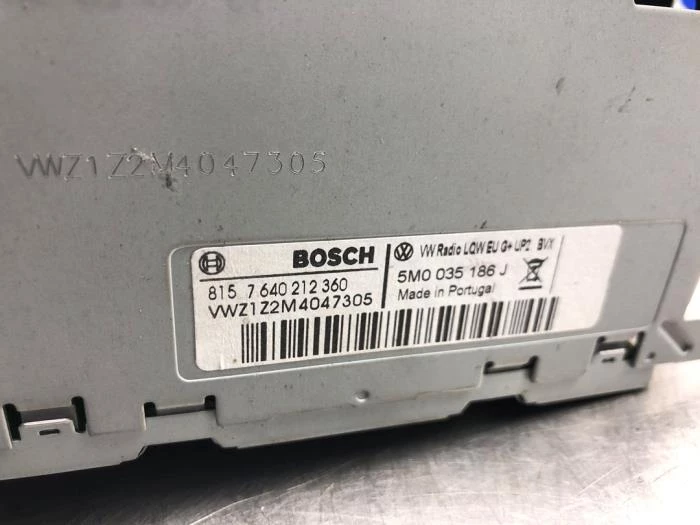 VWZ1Z2M4047305
BOSCH
815 7 640 212 360
VWZ1Z2M4047305
VW Radio LQW EU G+ UP2 BVX
5M0 035 186 J
Made in Portugal